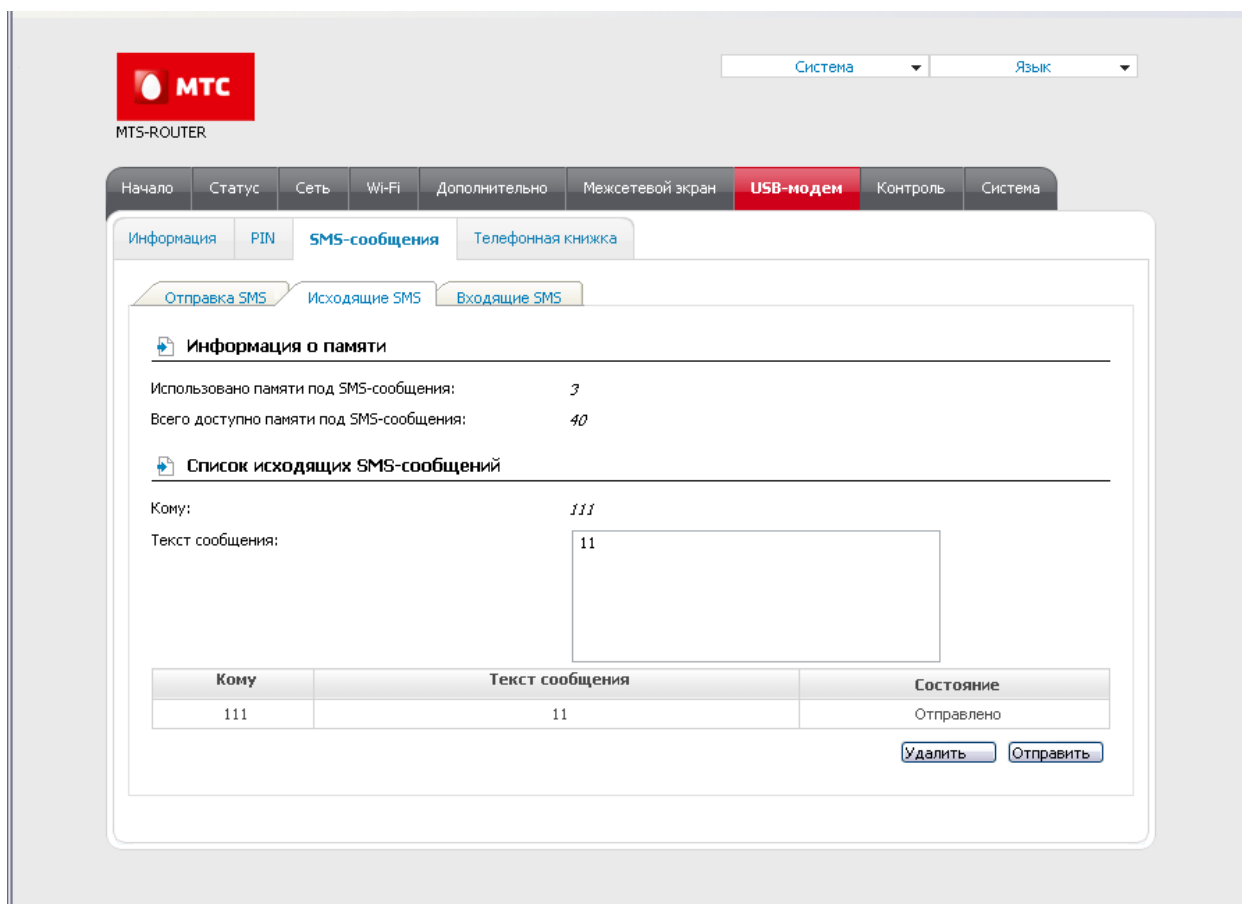 МТС
Система Язык
MTS-ROUTER
Начало Статус Сеть Wi-Fi Дополнительно Межсетевой экран USB-модем Контроль Система
Информация PIN SMS-сообщения Телефонная книжка
Отправка SMS Исходящие SMS Входящие SMS
Информация о памяти
Использовано памяти под SMS-сообщения: 3
Всего доступно памяти под SMS-сообщения: 40
Список исходящих SMS-сообщений
Кому: 111
Текст сообщения: 11
Кому Текст сообщения Состояние
111 11 Отправлено
Удалить Отправить